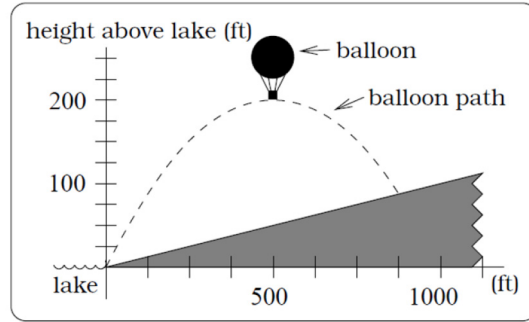 height above lake (ft)
balloon
200
balloon path
100
lake
500
1000
(ft)